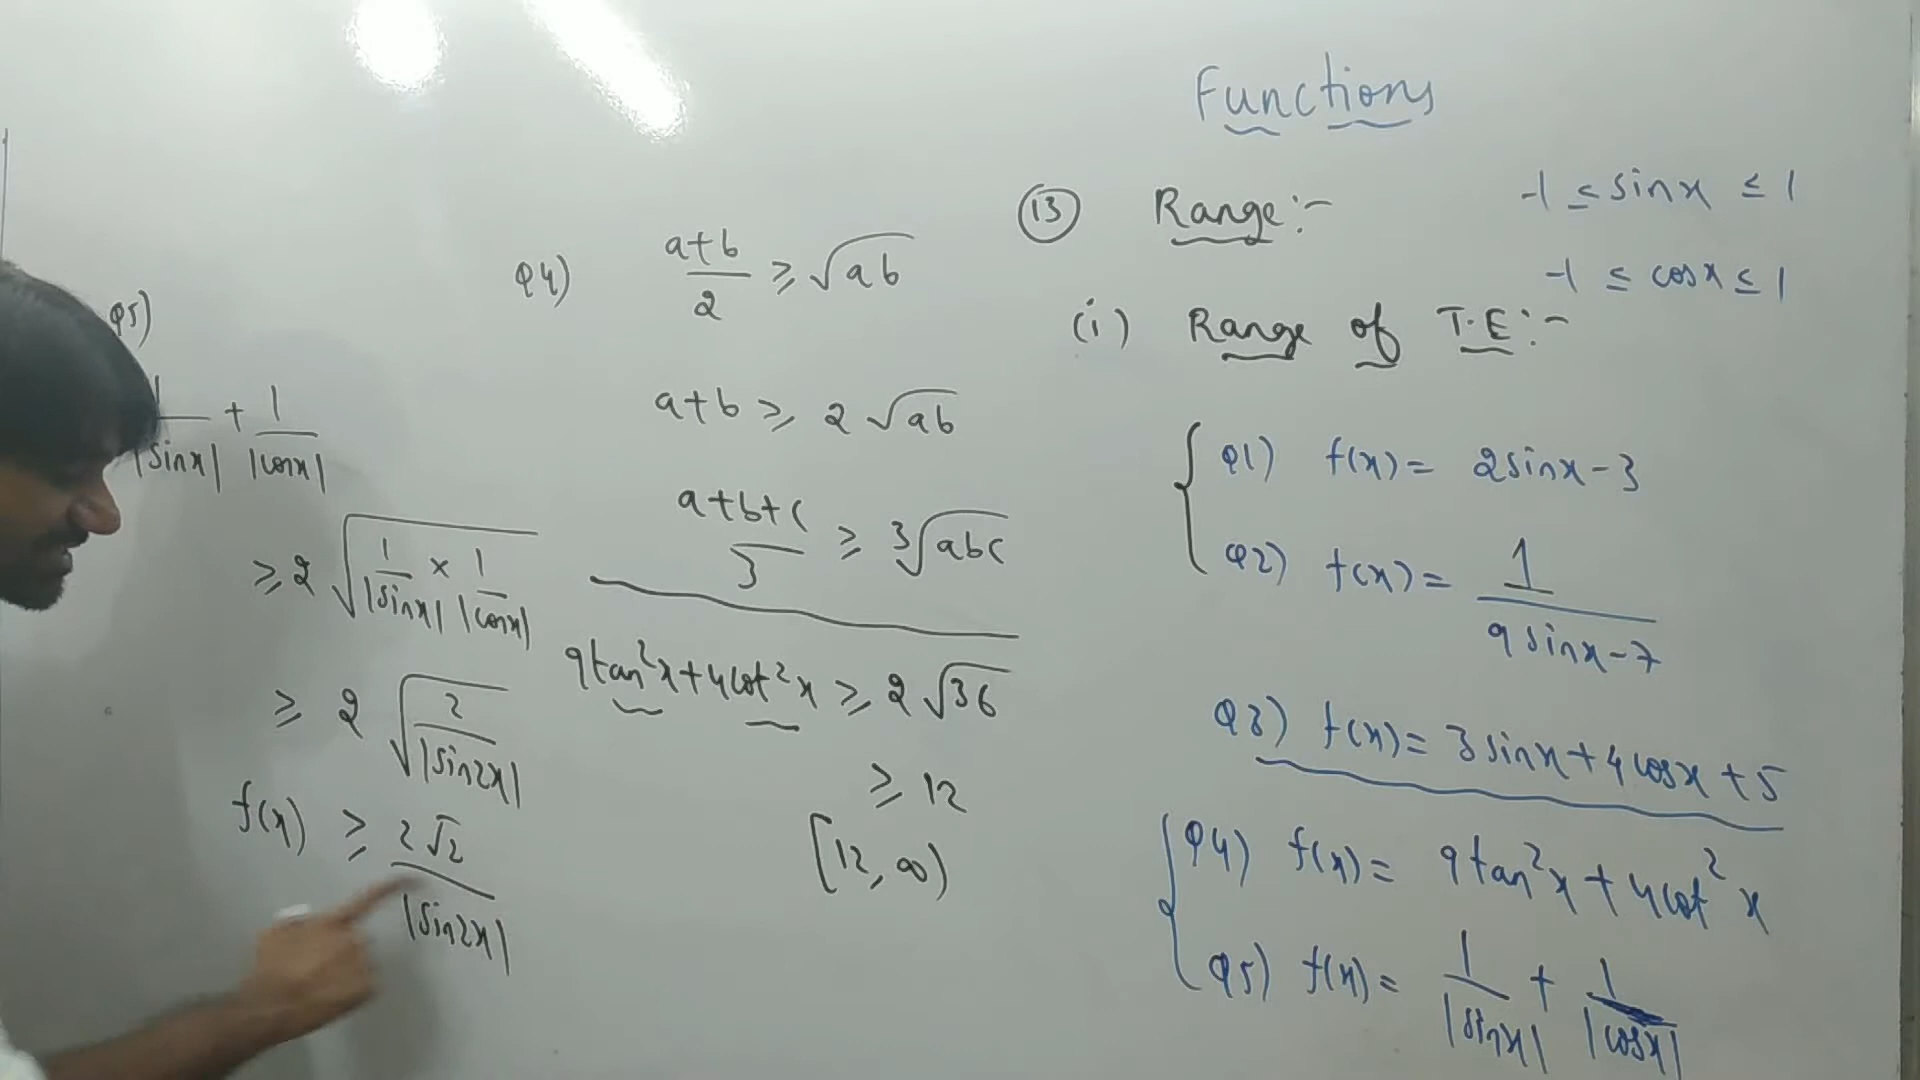 Functions
(13) Range:-
-1 ≤ sinx ≤ 1
-1 ≤ cosx ≤ 1
(i) Range of T.E:-
Q1) f(x) = 2sinx - 3
Q2) f(x) = 1 / 9sinx - 7
Q3) f(x) = 3sinx + 4cosx + 5
Q4) f(x) = 9tan²x + 4cot²x
Q5) f(x) = 1/|sinx| + 1/|cosx|
Q4) a+b/2 ≥ √ab
a+b ≥ 2√ab
a+b+c/3 ≥ ³√abc
9tan²x + 4cot²x ≥ 2√36
≥ 12
[12, ∞)
Q5)
1/|sinx| + 1/|cosx|
≥ 2√1/|sinx| × 1/|cosx|
≥ 2√2/|sin2x|
f(x) ≥ 2√2/|sin2x|